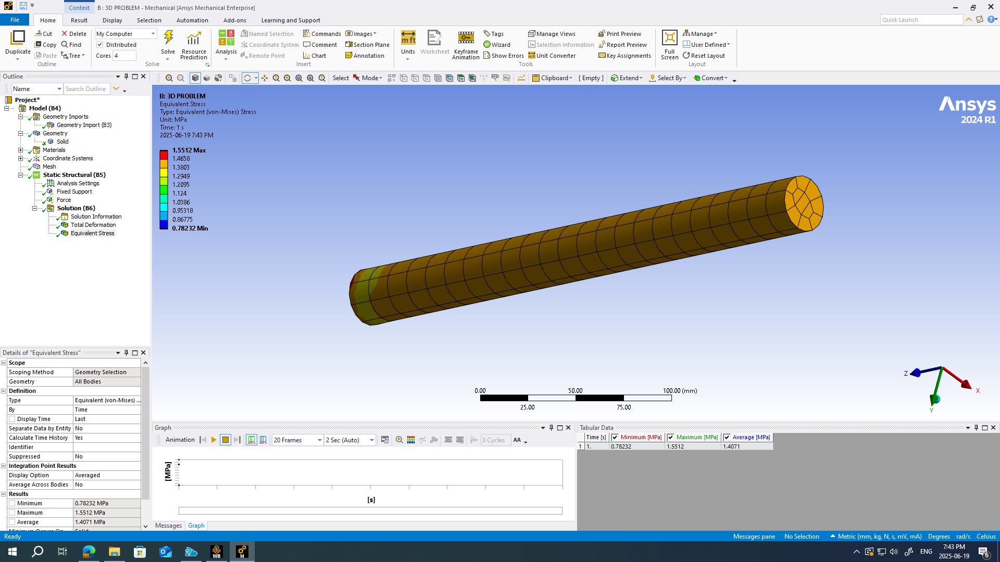 Context
B : 3D PROBLEM - Mechanical [Ansys Mechanical Enterprise]
File
Home
Result
Display
Selection
Automation
Add-ons
Learning and Support
Quick Launch
Duplicate
Cut
Copy
Paste
Delete
Find
Tree
Outline
My Computer
Distributed
Cores 4
Solve
Resource Prediction
Solve
Analysis
Named Selection
Coordinate System
Remote Point
Commands
Comment
Chart
Images
Section Plane
Annotation
Insert
Units
Worksheet
Keyframe Animation
Tags
Wizard
Show Errors
Manage Views
Selection Information
Unit Converter
Print Preview
Report Preview
Key Assignments
Tools
Full Screen
Manage
User Defined
Reset Layout
Layout
Outline
Name
Search Outline
Select
Mode
Clipboard
[ Empty ]
Extend
Select By
Convert
Project*
Model (B4)
Geometry Imports
Geometry Import (B3)
Geometry
Solid
Materials
Coordinate Systems
Mesh
Static Structural (B5)
Analysis Settings
Fixed Support
Force
Solution (B6)
Solution Information
Total Deformation
Equivalent Stress
B: 3D PROBLEM
Equivalent Stress
Type: Equivalent (von-Mises) Stress
Unit: MPa
Time: 1 s
2025-06-19 7:43 PM
1.5512 Max
1.4658
1.3803
1.2949
1.2095
1.124
1.0386
0.95318
0.86775
0.78232 Min
Ansys
2024 R1
Z
X
Y
0.00
50.00
100.00 (mm)
25.00
75.00
Details of "Equivalent Stress"
Scope
Scoping Method Geometry Selection
Geometry All Bodies
Definition
Type Equivalent (von-Mises) ...
By Time
Display Time Last
Separate Data by Entity No
Calculate Time History Yes
Identifier
Suppressed No
Integration Point Results
Display Option Averaged
Average Across Bodies No
Results
Minimum 0.78232 MPa
Maximum 1.5512 MPa
Average 1.4071 MPa
Graph
Animation
20 Frames
2 Sec (Auto)
3 Cycles
AA
[MPa]
[s]
Messages
Graph
Tabular Data
Time [s] Minimum [MPa] Maximum [MPa] Average [MPa]
1 1. 0.78232 1.5512 1.4071
Ready
Messages pane
No Selection
Metric (mm, kg, N, s, mV, mA)
Degrees
rad/s
Celsius
WB
M
ENG
7:43 PM
2025-06-19
6